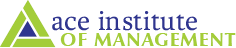 ace institute
OF MANAGEMENT